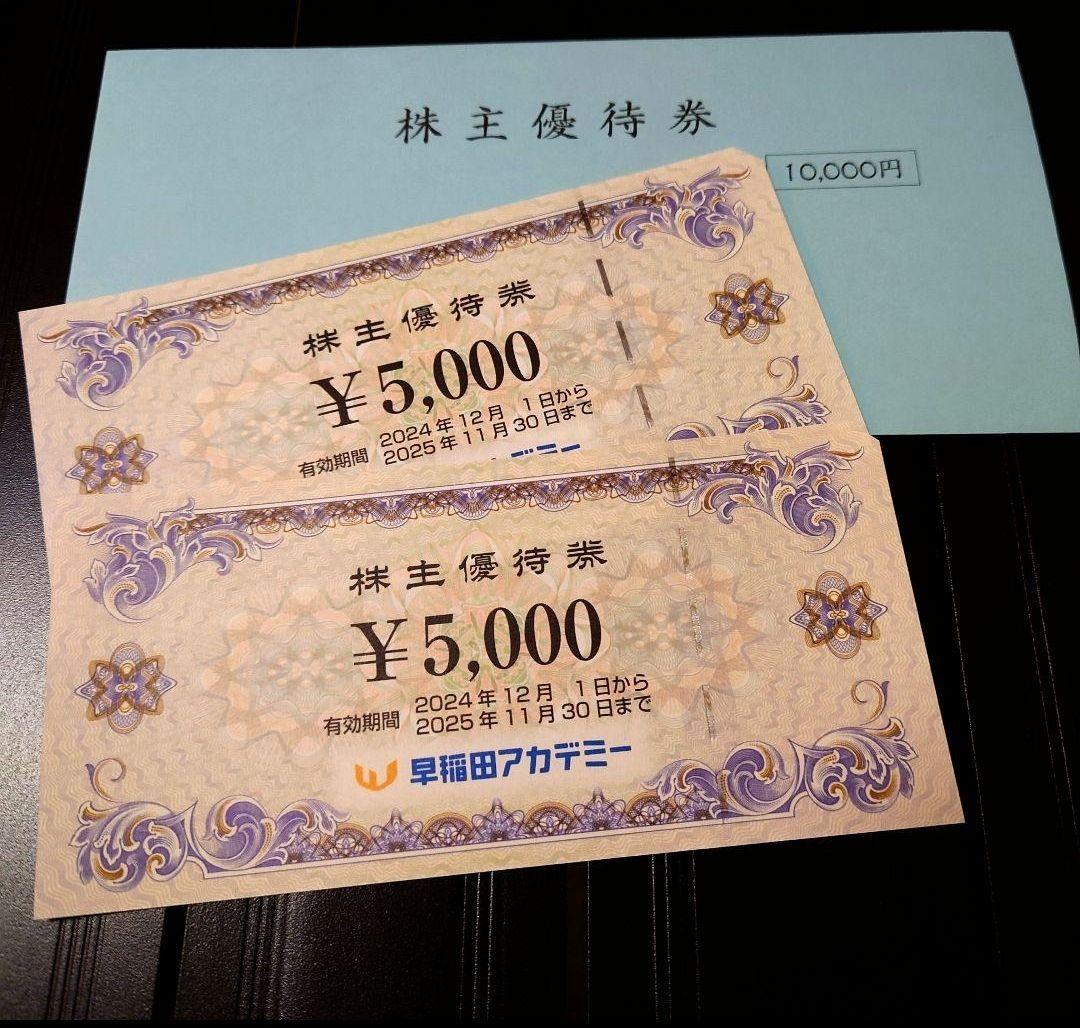 株主優待券
10,000円
株主優待券
¥5,000
有効期間 2024年12月 1日から
2025年11月30日まで
株主優待券
¥5,000
有効期間 2024年12月 1日から
2025年11月30日まで
早稲田アカデミー